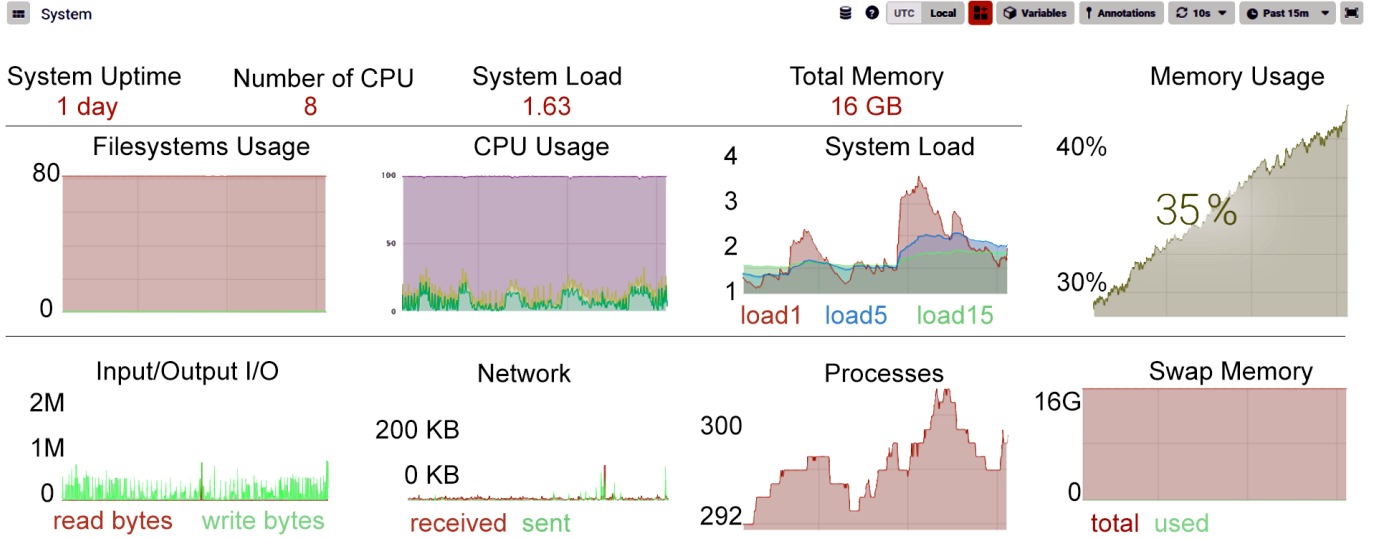 System
UTC Local Variables Annotations 10s Past 15m
System Uptime
1 day
Number of CPU
8
System Load
1.63
Total Memory
16 GB
Memory Usage
40%
35%
30%
Filesystems Usage
80
0
CPU Usage
100
50
0
System Load
4
3
2
1
load1 load5 load15
Input/Output I/O
2M
1M
0
read bytes write bytes
Network
200 KB
0 KB
received sent
Processes
300
292
Swap Memory
16G
0
total used